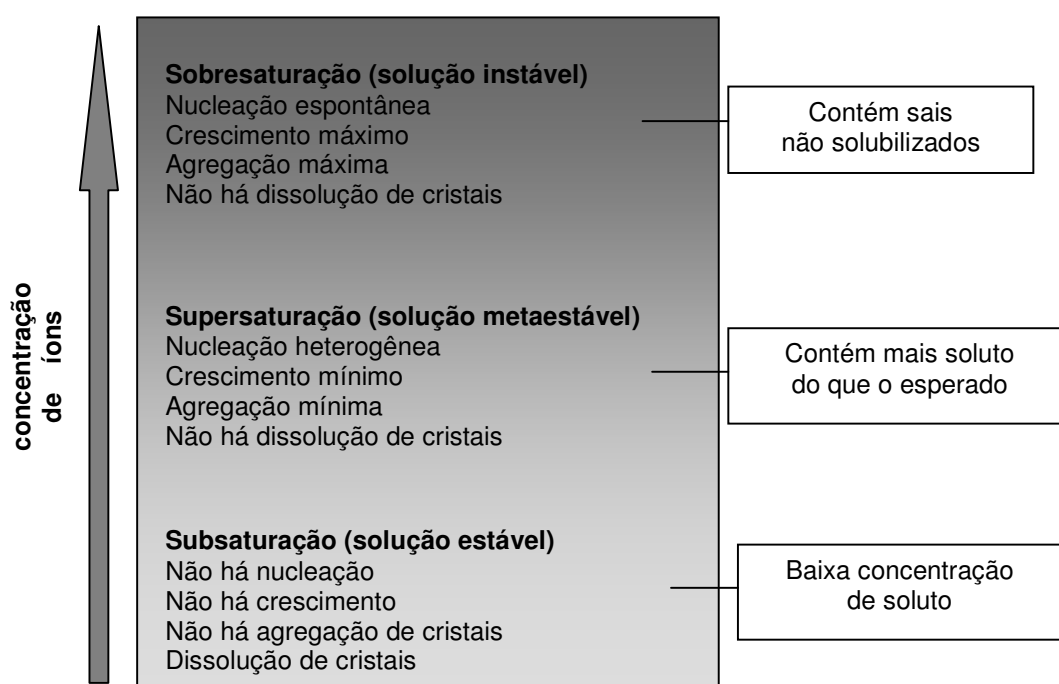 Sobresaturação (solução instável)
Nucleação espontânea
Crescimento máximo
Agregação máxima
Não há dissolução de cristais
Contém sais
não solubilizados
concentração
de íons
Supersaturação (solução metaestável)
Nucleação heterogênea
Crescimento mínimo
Agregação mínima
Não há dissolução de cristais
Contém mais soluto
do que o esperado
Subsaturação (solução estável)
Não há nucleação
Não há crescimento
Não há agregação de cristais
Dissolução de cristais
Baixa concentração
de soluto